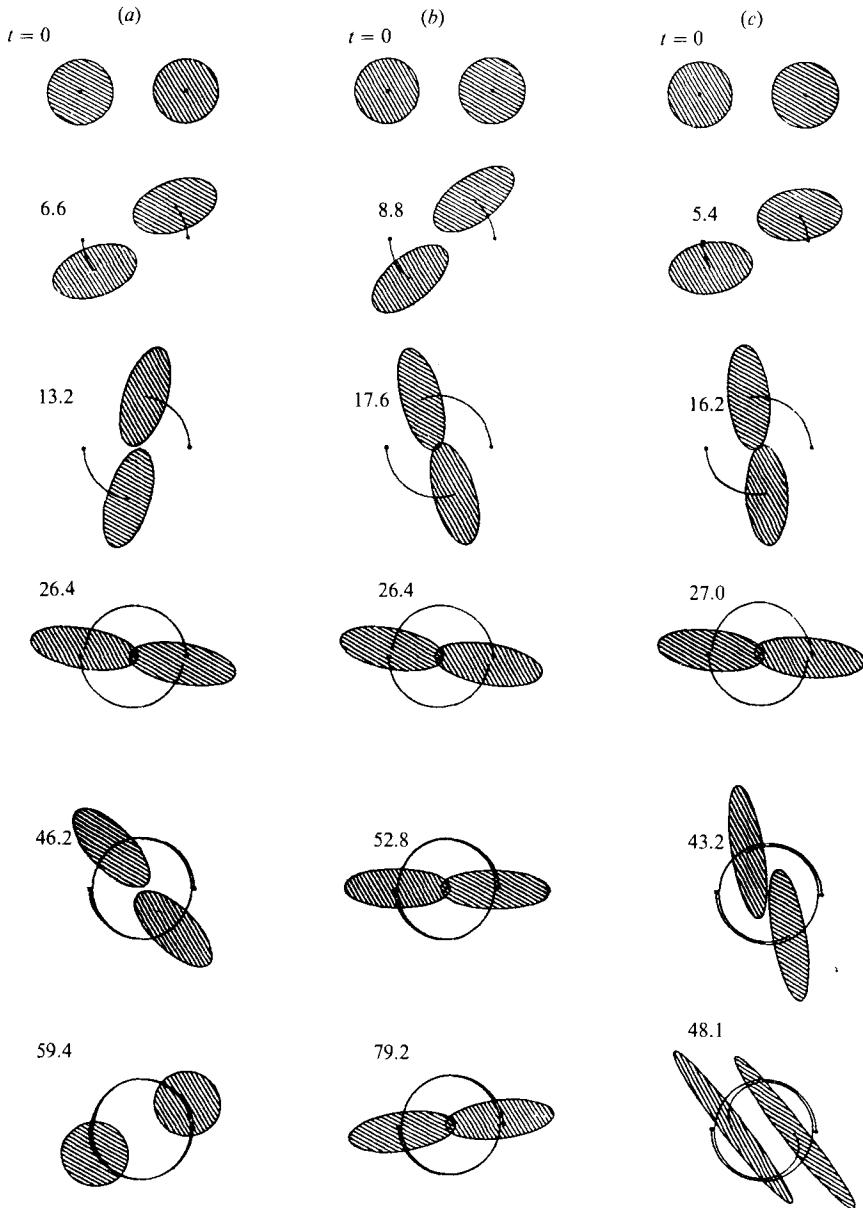 (a) (b) (c)
t = 0 t = 0 t = 0
6.6 8.8 5.4
13.2 17.6 16.2
26.4 26.4 27.0
46.2 52.8 43.2
59.4 79.2 48.1